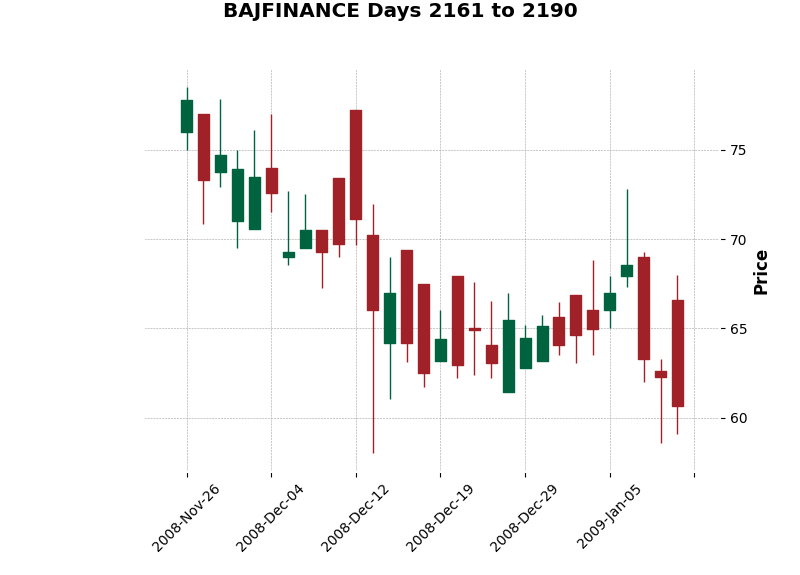 BAJFINANCE Days 2161 to 2190
75
70
65
60
Price
2008-Nov-26
2008-Dec-04
2008-Dec-12
2008-Dec-19
2008-Dec-29
2009-Jan-05